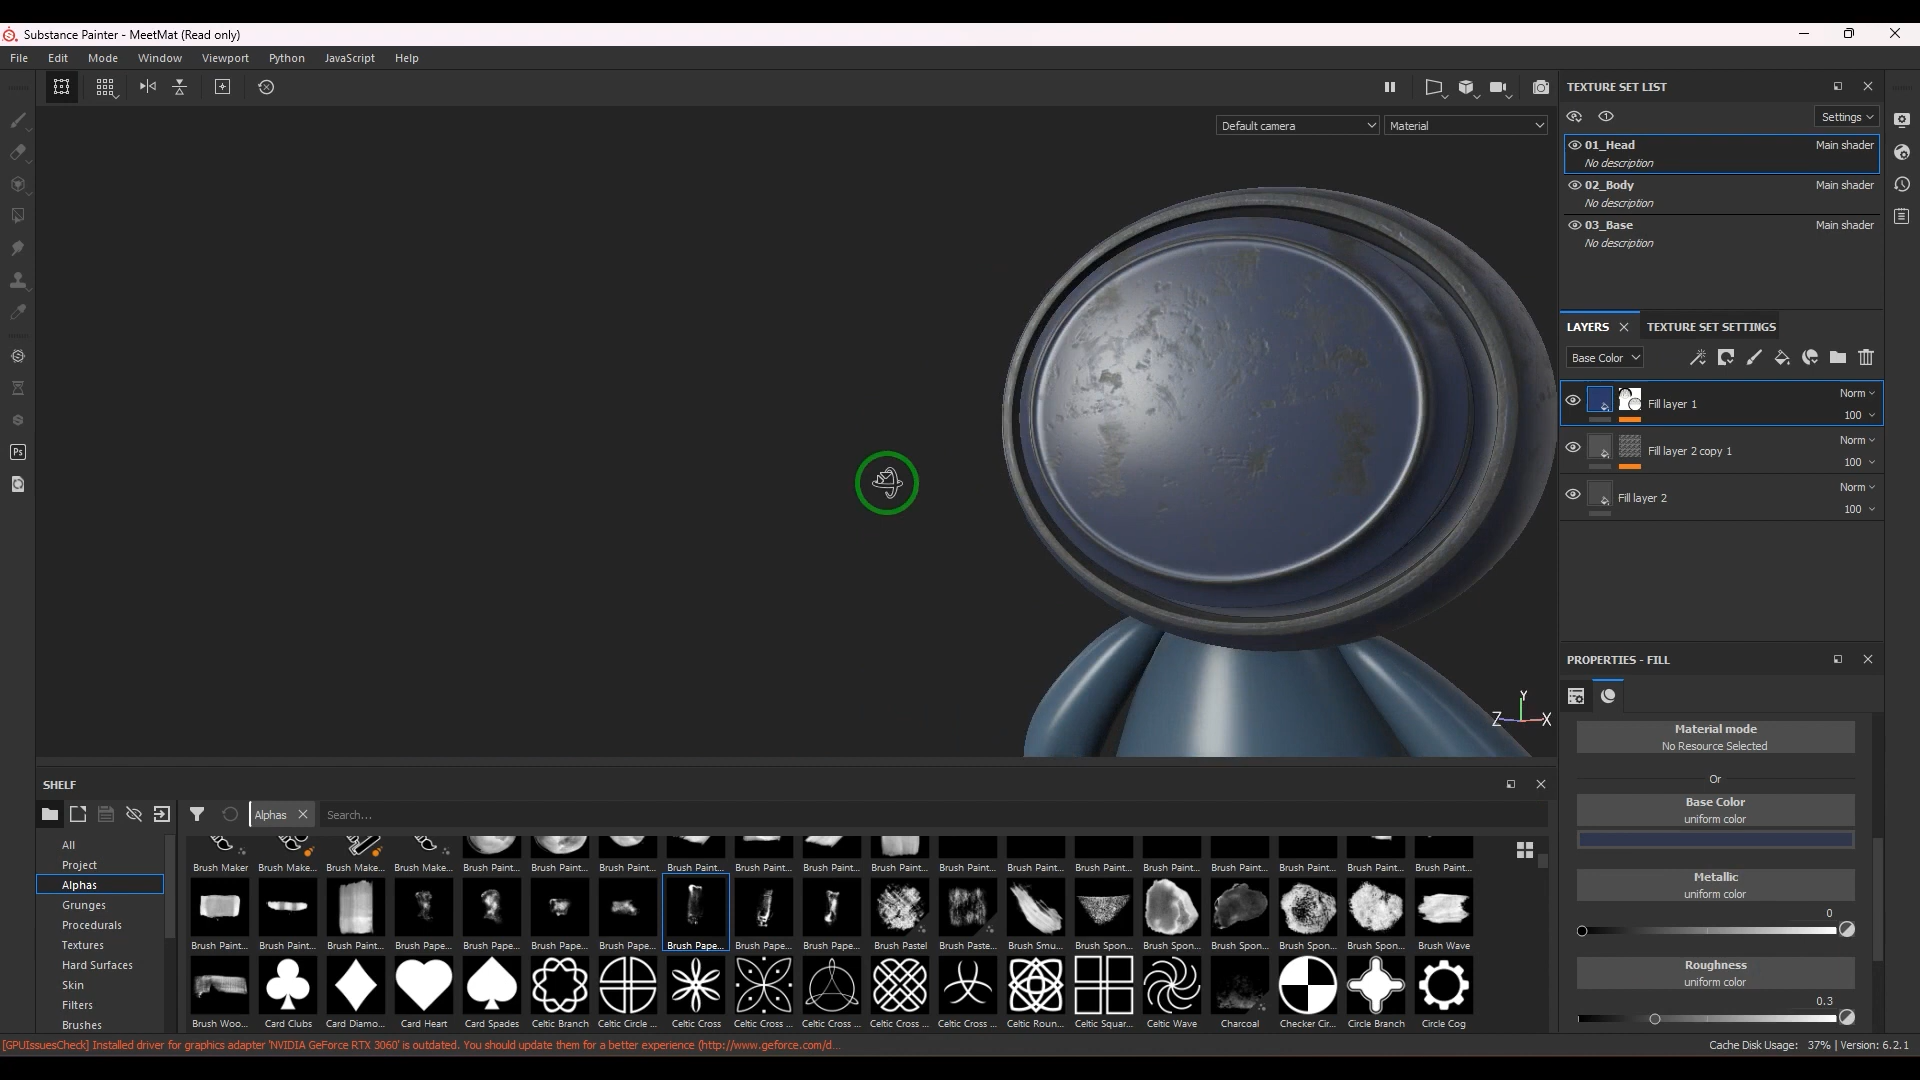 Substance Painter - MeetMat (Read only)
File Edit Mode Window Viewport Python JavaScript Help
Default camera Material
TEXTURE SET LIST
Settings
01_Head Main shader
No description
02_Body Main shader
No description
03_Base Main shader
No description
LAYERS TEXTURE SET SETTINGS
Base Color
Ps
Fill layer 1 Norm
100
Fill layer 2 copy 1 Norm
100
Fill layer 2 Norm
100
PROPERTIES - FILL
Material mode
No Resource Selected
Or
Base Color
uniform color
Metallic
uniform color
0
Roughness
uniform color
0.3
Y
Z X
SHELF
Alphas Search...
All
Project
Alphas
Grunges
Procedurals
Textures
Hard Surfaces
Skin
Filters
Brushes
Brush Maker Brush Make... Brush Make... Brush Make... Brush Paint... Brush Paint... Brush Paint... Brush Paint... Brush Paint... Brush Paint... Brush Paint... Brush Paint... Brush Paint... Brush Paint... Brush Paint... Brush Paint... Brush Paint... Brush Paint... Brush Paint...
Brush Paint... Brush Paint... Brush Paint... Brush Pape... Brush Pape... Brush Pape... Brush Pape... Brush Pape... Brush Pape... Brush Pape... Brush Pastel Brush Paste... Brush Smu... Brush Spon... Brush Spon... Brush Spon... Brush Spon... Brush Spon... Brush Wave
Brush Woo... Card Clubs Card Diamo... Card Heart Card Spades Celtic Branch Celtic Circle ... Celtic Cross Celtic Cross ... Celtic Cross ... Celtic Cross ... Celtic Cross ... Celtic Roun... Celtic Squar... Celtic Wave Charcoal Checker Cir... Circle Branch Circle Cog
[GPUIssuesCheck] Installed driver for graphics adapter 'NVIDIA GeForce RTX 3060' is outdated. You should update them for a better experience (http://www.geforce.com/d...
Cache Disk Usage: 37% | Version: 6.2.1